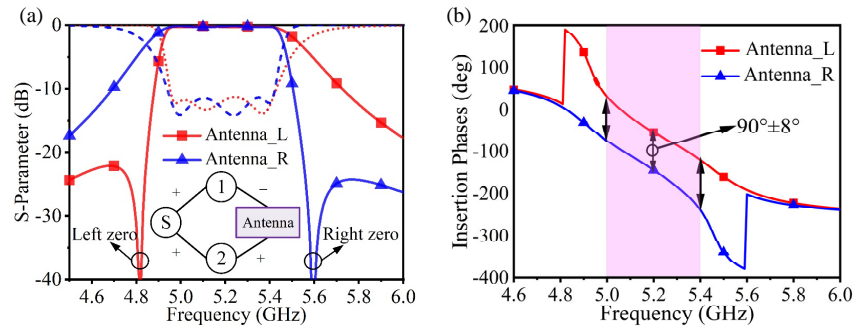 (a)
S-Parameter (dB)
0
-10
-20
-30
-40
Antenna_L
Antenna_R
+
1
−
S
Antenna
+
2
+
Left zero
Right zero
4.6 4.8 5.0 5.2 5.4 5.6 5.8 6.0
Frequency (GHz)
(b)
Insertion Phases (deg)
200
100
0
-100
-200
-300
-400
Antenna_L
Antenna_R
90°±8°
4.6 4.8 5.0 5.2 5.4 5.6 5.8 6.0
Frequency (GHz)